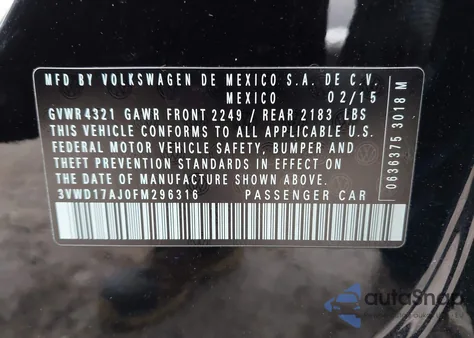 MFD BY VOLKSWAGEN DE MEXICO S.A. DE C.V.
MEXICO 02/15
GVWR 4321 GAWR FRONT 2249 / REAR 2183 LBS
THIS VEHICLE CONFORMS TO ALL APPLICABLE U.S.
FEDERAL MOTOR VEHICLE SAFETY, BUMPER AND
THEFT PREVENTION STANDARDS IN EFFECT ON
THE DATE OF MANUFACTURE SHOWN ABOVE.
3VWD17AJ0FM296316 PASSENGER CAR
0636375 3018 M
autoSnap